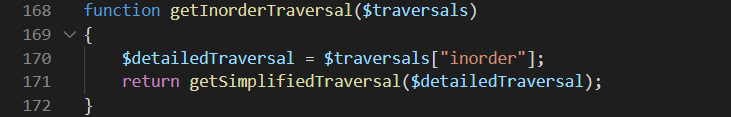 168 function getInorderTraversal($traversals)
169 {
170     $detailedTraversal = $traversals["inorder"];
171     return getSimplifiedTraversal($detailedTraversal);
172 }